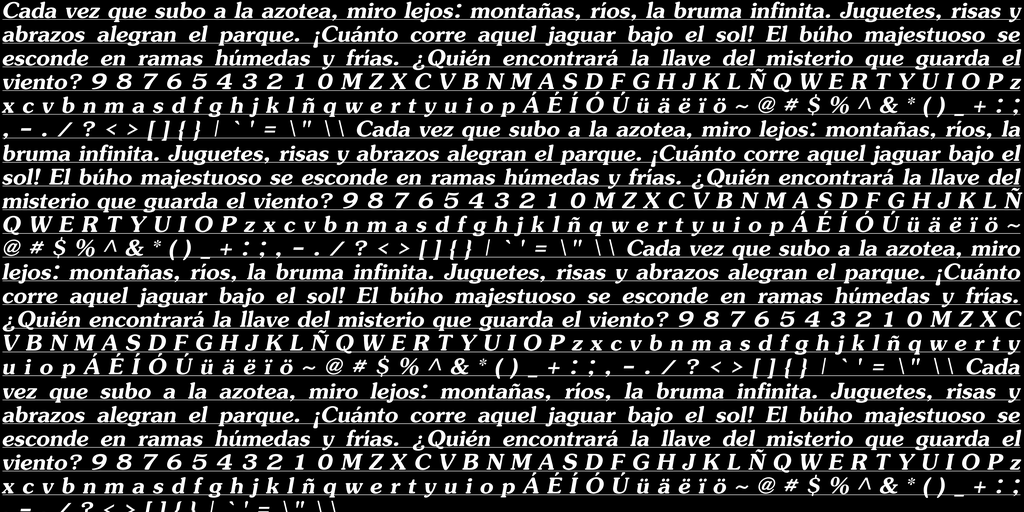 Cada vez que subo a la azotea, miro lejos: montañas, ríos, la bruma infinita. Juguetes, risas y
abrazos alegran el parque. ¡Cuánto corre aquel jaguar bajo el sol! El búho majestuoso se
esconde en ramas húmedas y frías. ¿Quién encontrará la llave del misterio que guarda el
viento? 9 8 7 6 5 4 3 2 1 0 M Z X C V B N M A S D F G H J K L Ñ Q W E R T Y U I O P z
x c v b n m a s d f g h j k l ñ q w e r t y u i o p Á É Í Ó Ú ü ä ë ï ö ~ @ # $ % ^ & * ( ) _ + : ;
, - . / ? < > [ ] { } | ` ' = \" \\ Cada vez que subo a la azotea, miro lejos: montañas, ríos, la
bruma infinita. Juguetes, risas y abrazos alegran el parque. ¡Cuánto corre aquel jaguar bajo el
sol! El búho majestuoso se esconde en ramas húmedas y frías. ¿Quién encontrará la llave del
misterio que guarda el viento? 9 8 7 6 5 4 3 2 1 0 M Z X C V B N M A S D F G H J K L Ñ
Q W E R T Y U I O P z x c v b n m a s d f g h j k l ñ q w e r t y u i o p Á É Í Ó Ú ü ä ë ï ö ~
@ # $ % ^ & * ( ) _ + : ; , - . / ? < > [ ] { } | ` ' = \" \\ Cada vez que subo a la azotea, miro
lejos: montañas, ríos, la bruma infinita. Juguetes, risas y abrazos alegran el parque. ¡Cuánto
corre aquel jaguar bajo el sol! El búho majestuoso se esconde en ramas húmedas y frías.
¿Quién encontrará la llave del misterio que guarda el viento? 9 8 7 6 5 4 3 2 1 0 M Z X C
V B N M A S D F G H J K L Ñ Q W E R T Y U I O P z x c v b n m a s d f g h j k l ñ q w e r t y
u i o p Á É Í Ó Ú ü ä ë ï ö ~ @ # $ % ^ & * ( ) _ + : ; , - . / ? < > [ ] { } | ` ' = \" \\ Cada
vez que subo a la azotea, miro lejos: montañas, ríos, la bruma infinita. Juguetes, risas y
abrazos alegran el parque. ¡Cuánto corre aquel jaguar bajo el sol! El búho majestuoso se
esconde en ramas húmedas y frías. ¿Quién encontrará la llave del misterio que guarda el
viento? 9 8 7 6 5 4 3 2 1 0 M Z X C V B N M A S D F G H J K L Ñ Q W E R T Y U I O P z
x c v b n m a s d f g h j k l ñ q w e r t y u i o p Á É Í Ó Ú ü ä ë ï ö ~ @ # $ % ^ & * ( ) _ + : ;